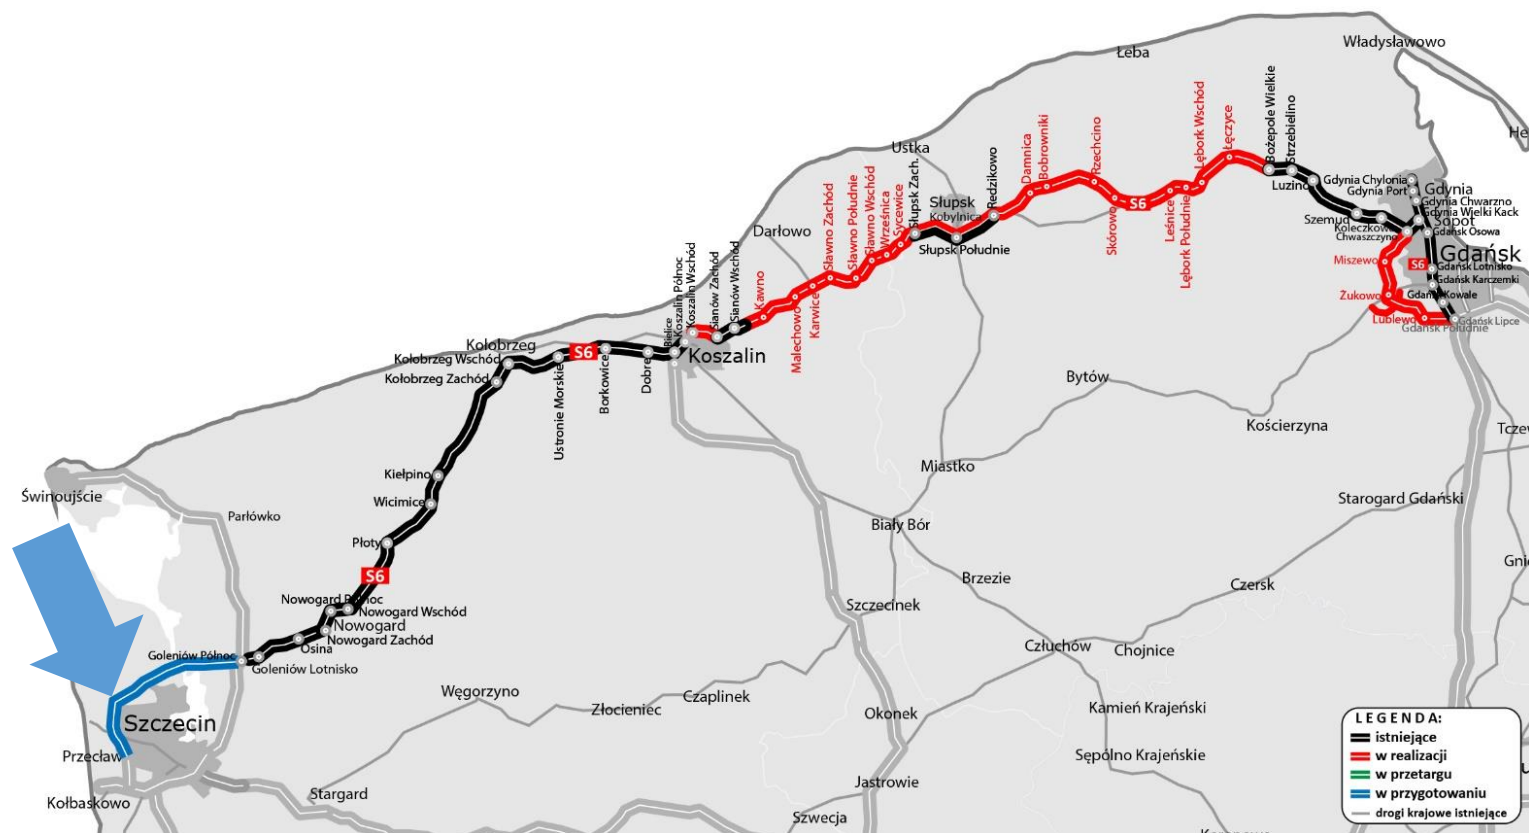 Władysławowo
Łeba
He
Ustka
Damnica
Bobrowniki
Rzechcino
Lębork Wschód
Łęczyce
Bożepole Wielkie
Strzebielino
Luzino
Gdynia Chylonia
Gdynia Port
Gdynia
Gdynia Chwarzno
Gdynia Wielki Kack
Szemud
Koleczkowo
Chwaszczyno
Sopot
Gdańsk Osowa
Gdańsk
S6
Miszewo
Gdańsk Lotnisko
Gdańsk Karczemki
Żukowo
Gdańsk Kowale
Lublewo
Gdańsk Lipce
Gdańsk Południe
S6
Skórowo
Leśnice
Lębork Południe
Redzikowo
Słupsk
Kobylnica
Słupsk Południe
Słupsk Zach.
Sycewice
Wrześnica
Sławno Wschód
Sławno Południe
Sławno Zachód
Darłowo
Karwice
Malechowo
Kawno
Sianów Wschód
Sianów Zachód
Koszalin Wschód
Koszalin Północ
Bielice
Koszalin
Dobre
Borkowice
S6
Ustronie Morskie
Kołobrzeg
Kołobrzeg Wschód
Kołobrzeg Zachód
Bytów
Kościerzyna
Tczew
Kiełpino
Wicimice
Miastko
Świnoujście
Parłówko
Starogard Gdański
Biały Bór
Płoty
S6
Gni
Brzezie
Czersk
Nowogard Północ
Nowogard Wschód
Nowogard
Nowogard Zachód
Szczecinek
Osina
Goleniów Północ
Goleniów Lotnisko
Człuchów
Chojnice
Węgorzyno
Czaplinek
Złocieniec
Okonek
Kamień Krajeński
Szczecin
Przecław
Sępólno Krajeńskie
Kołbaskowo
Stargard
Jastrowie
Szwecja
LEGENDA:
istniejące
w realizacji
w przetargu
w przygotowaniu
drogi krajowe istniejące